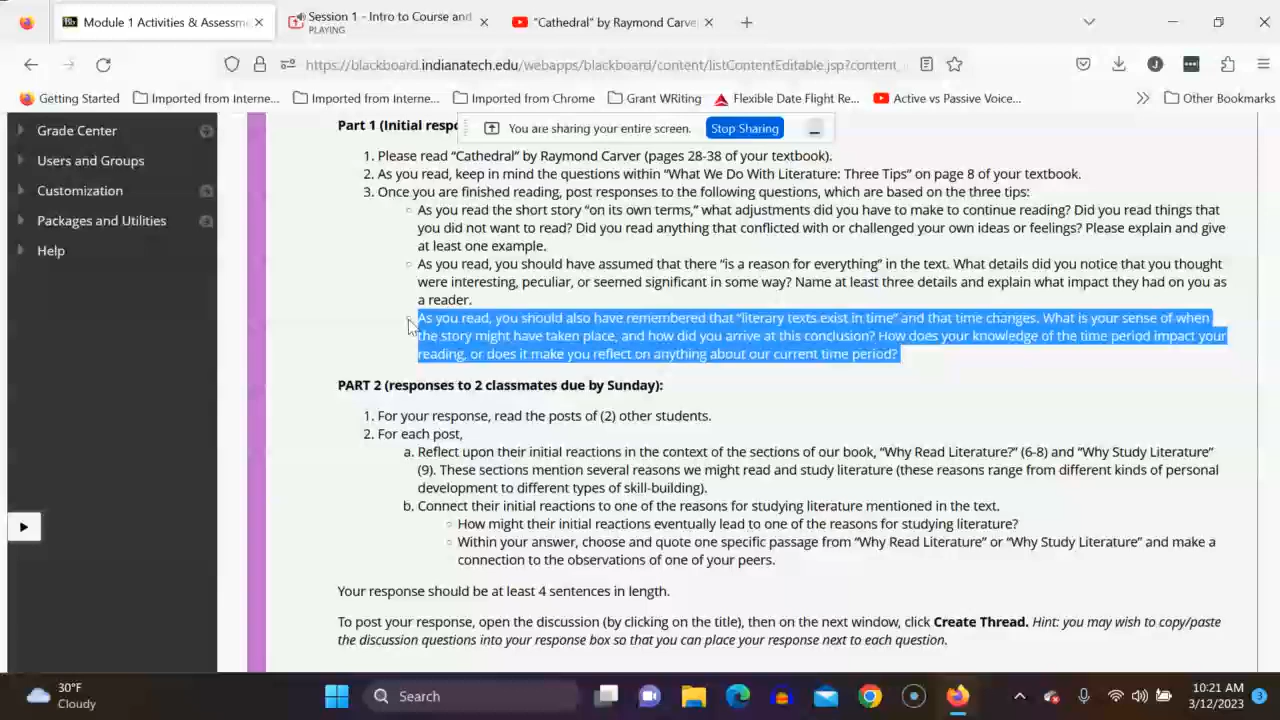 Module 1 Activities & Assessme
Session 1 - Intro to Course and
PLAYING
"Cathedral" by Raymond Carve
https://blackboard.indianatech.edu/webapps/blackboard/content/listContentEditable.jsp?content_
Getting Started
Imported from Interne...
Imported from Interne...
Imported from Chrome
Grant WRiting
Flexible Date Flight Re...
Active vs Passive Voice...
Other Bookmarks
Grade Center
Users and Groups
Customization
Packages and Utilities
Help
You are sharing your entire screen.
Stop Sharing
Part 1 (Initial resp
1. Please read “Cathedral” by Raymond Carver (pages 28-38 of your textbook).
2. As you read, keep in mind the questions within “What We Do With Literature: Three Tips” on page 8 of your textbook.
3. Once you are finished reading, post responses to the following questions, which are based on the three tips:
As you read the short story “on its own terms,” what adjustments did you have to make to continue reading? Did you read things that
you did not want to read? Did you read anything that conflicted with or challenged your own ideas or feelings? Please explain and give
at least one example.
As you read, you should have assumed that there “is a reason for everything” in the text. What details did you notice that you thought
were interesting, peculiar, or seemed significant in some way? Name at least three details and explain what impact they had on you as
a reader.
As you read, you should also have remembered that “literary texts exist in time” and that time changes. What is your sense of when
the story might have taken place, and how did you arrive at this conclusion? How does your knowledge of the time period impact your
reading, or does it make you reflect on anything about our current time period?
PART 2 (responses to 2 classmates due by Sunday):
1. For your response, read the posts of (2) other students.
2. For each post,
a. Reflect upon their initial reactions in the context of the sections of our book, “Why Read Literature?” (6-8) and “Why Study Literature”
(9). These sections mention several reasons we might read and study literature (these reasons range from different kinds of personal
development to different types of skill-building).
b. Connect their initial reactions to one of the reasons for studying literature mentioned in the text.
How might their initial reactions eventually lead to one of the reasons for studying literature?
Within your answer, choose and quote one specific passage from “Why Read Literature” or “Why Study Literature” and make a
connection to the observations of one of your peers.
Your response should be at least 4 sentences in length.
To post your response, open the discussion (by clicking on the title), then on the next window, click Create Thread. Hint: you may wish to copy/paste
the discussion questions into your response box so that you can place your response next to each question.
30°F
Cloudy
Search
10:21 AM
3/12/2023
3